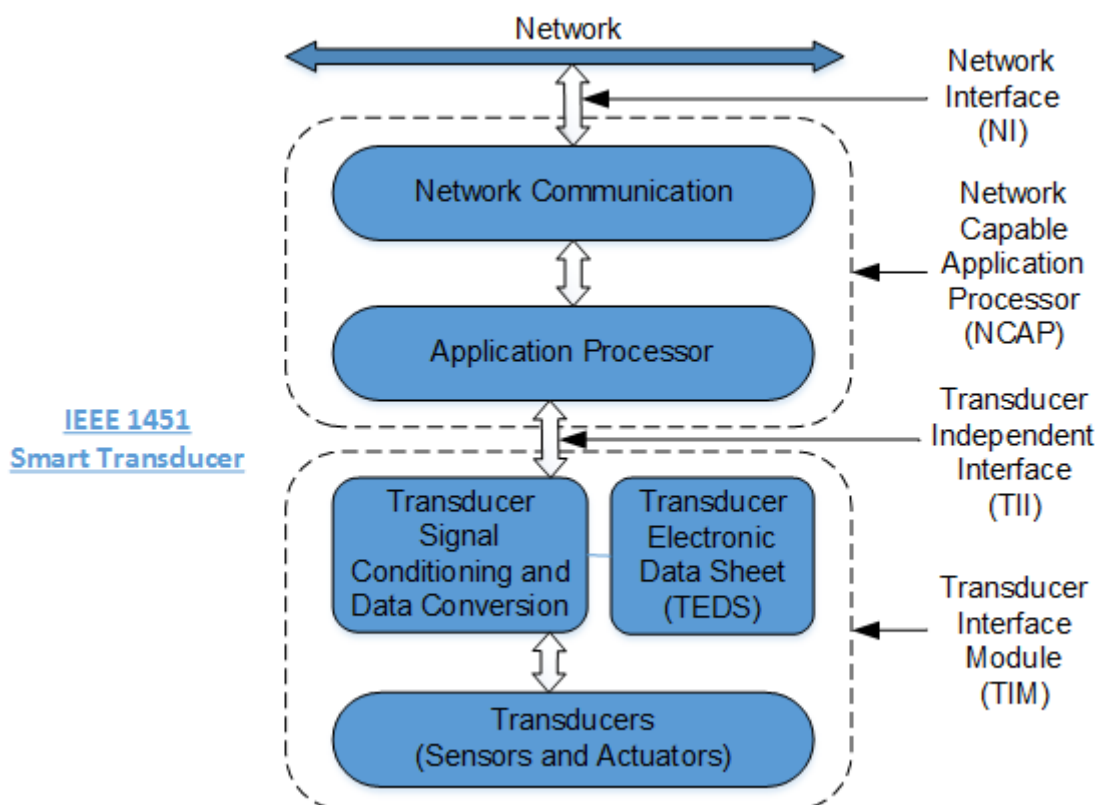 Network
Network
Interface
(NI)
Network Communication
Network
Capable
Application
Processor
(NCAP)
Application Processor
IEEE 1451
Smart Transducer
Transducer
Independent
Interface
(TII)
Transducer
Signal
Conditioning and
Data Conversion
Transducer
Electronic
Data Sheet
(TEDS)
Transducer
Interface
Module
(TIM)
Transducers
(Sensors and Actuators)